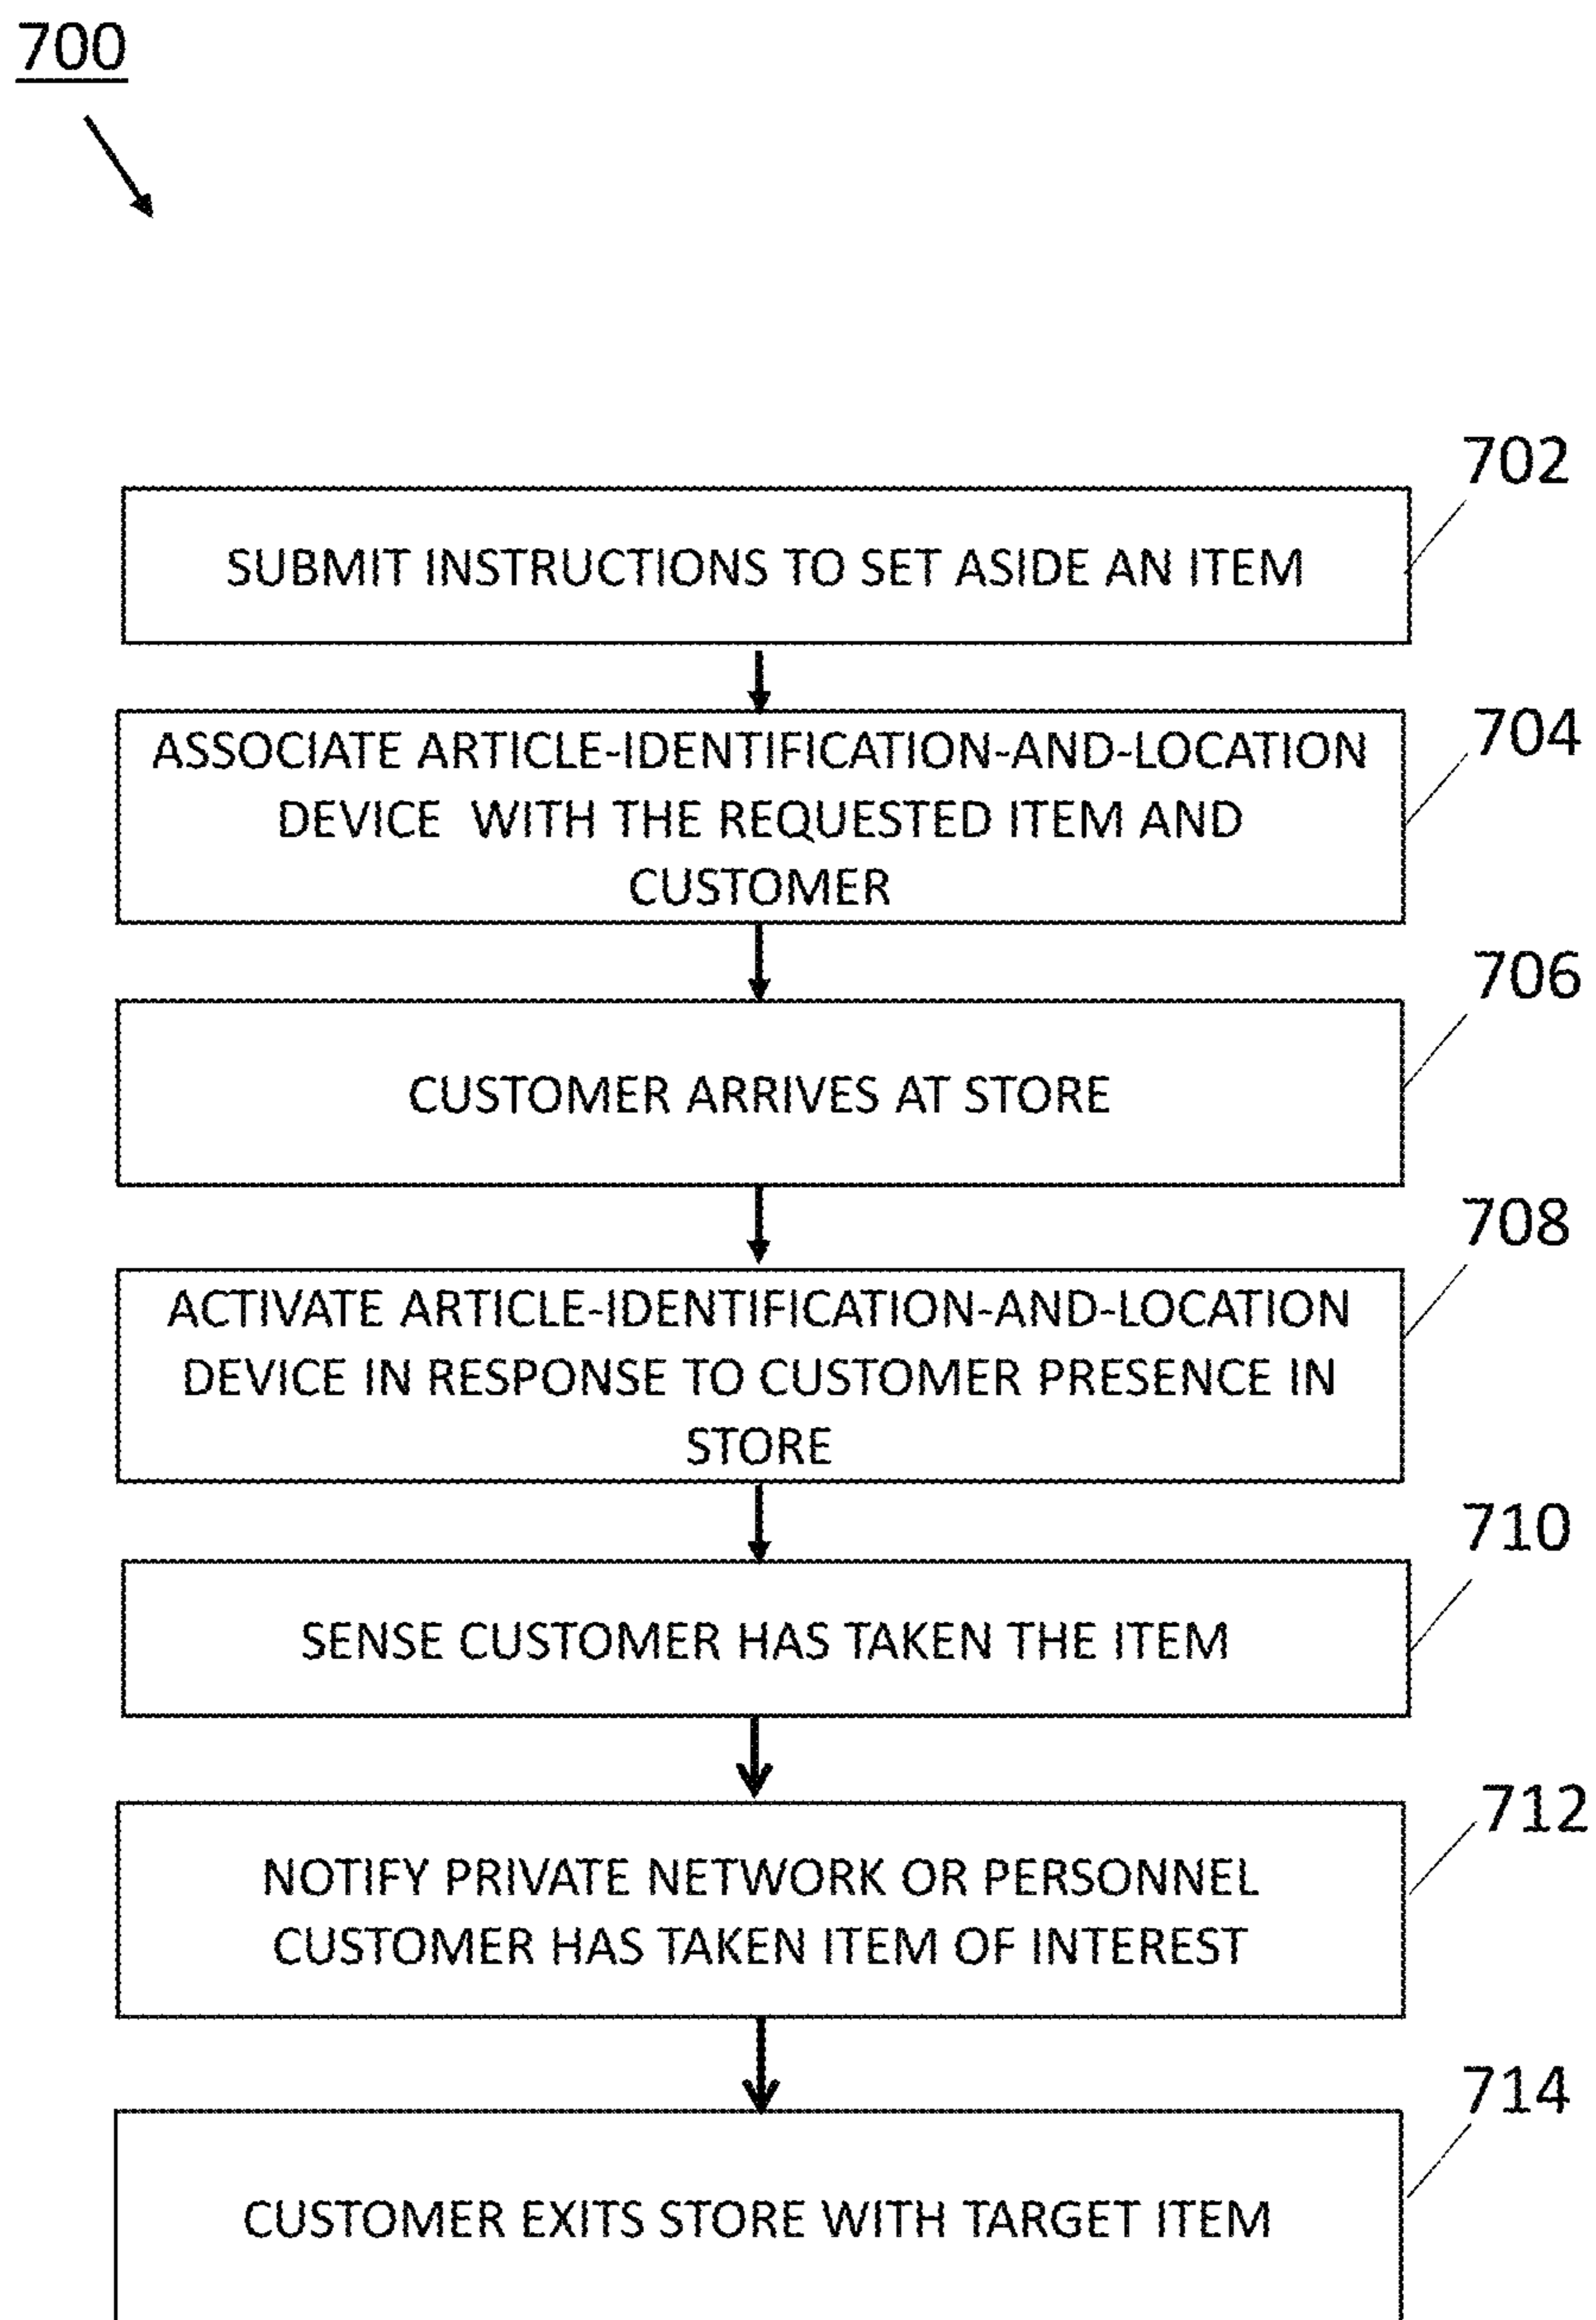 700
702
SUBMIT INSTRUCTIONS TO SET ASIDE AN ITEM
704
ASSOCIATE ARTICLE-IDENTIFICATION-AND-LOCATION
DEVICE WITH THE REQUESTED ITEM AND
CUSTOMER
706
CUSTOMER ARRIVES AT STORE
708
ACTIVATE ARTICLE-IDENTIFICATION-AND-LOCATION
DEVICE IN RESPONSE TO CUSTOMER PRESENCE IN
STORE
710
SENSE CUSTOMER HAS TAKEN THE ITEM
712
NOTIFY PRIVATE NETWORK OR PERSONNEL
CUSTOMER HAS TAKEN ITEM OF INTEREST
714
CUSTOMER EXITS STORE WITH TARGET ITEM